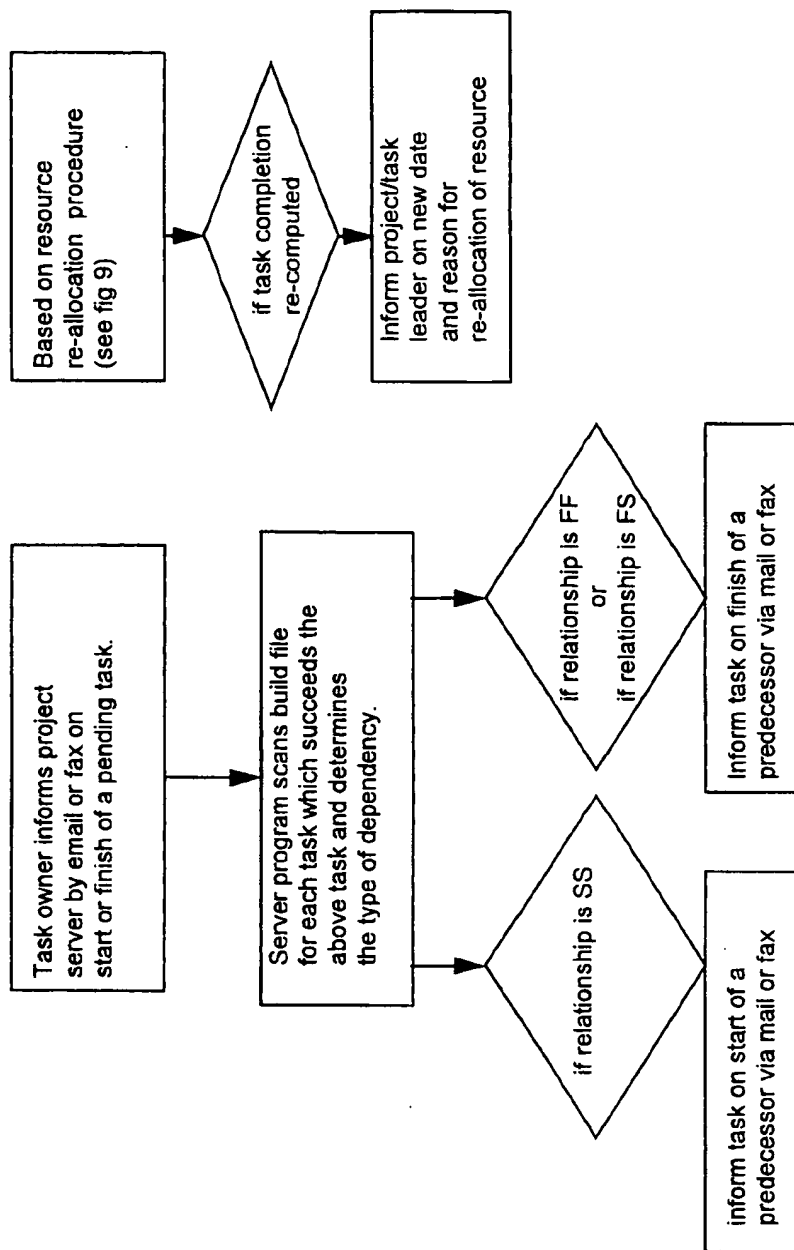 Task owner informs project
server by email or fax on
start or finish of a pending task.
Server program scans build file
for each task which succeeds the
above task and determines
the type of dependency.
if relationship is SS
inform task on start of a
predecessor via mail or fax
if relationship is FF
or
if relationship is FS
Inform task on finish of a
predecessor via mail or fax
Based on resource
re-allocation procedure
(see fig 9)
if task completion
re-computed
Inform project/task
leader on new date
and reason for
re-allocation of resource